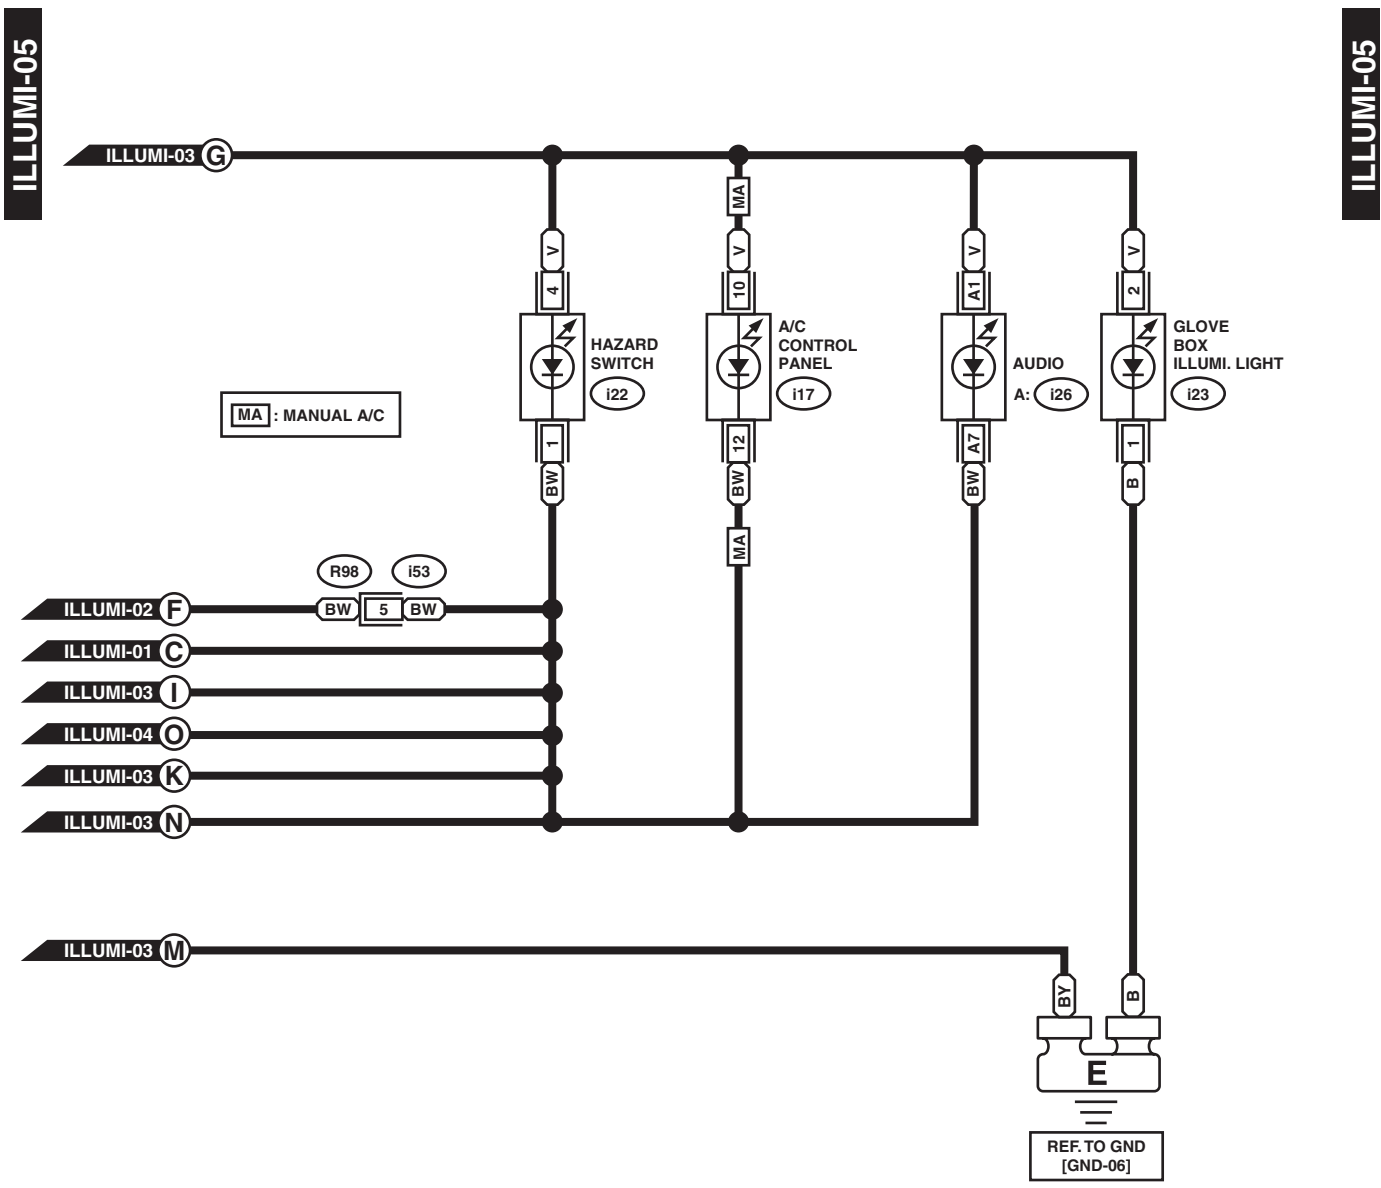 ILLUMI-05
ILLUMI-05
ILLUMI-03 G
MA
V
V
V
V
4
10
A1
2
HAZARD
SWITCH
i22
A/C
CONTROL
PANEL
i17
AUDIO
A: i26
GLOVE
BOX
ILLUMI. LIGHT
i23
MA : MANUAL A/C
1
12
A7
1
BW
BW
BW
B
MA
R98
i53
ILLUMI-02 F
BW 5 BW
ILLUMI-01 C
ILLUMI-03 I
ILLUMI-04 O
ILLUMI-03 K
ILLUMI-03 N
ILLUMI-03 M
BY
B
E
REF. TO GND
[GND-06]